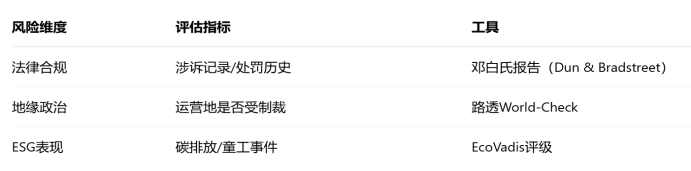 风险维度 评估指标 工具
法律合规 涉诉记录/处罚历史 邓白氏报告（Dun & Bradstreet）
地缘政治 运营地是否受制裁 路透World-Check
ESG表现 碳排放/童工事件 EcoVadis评级